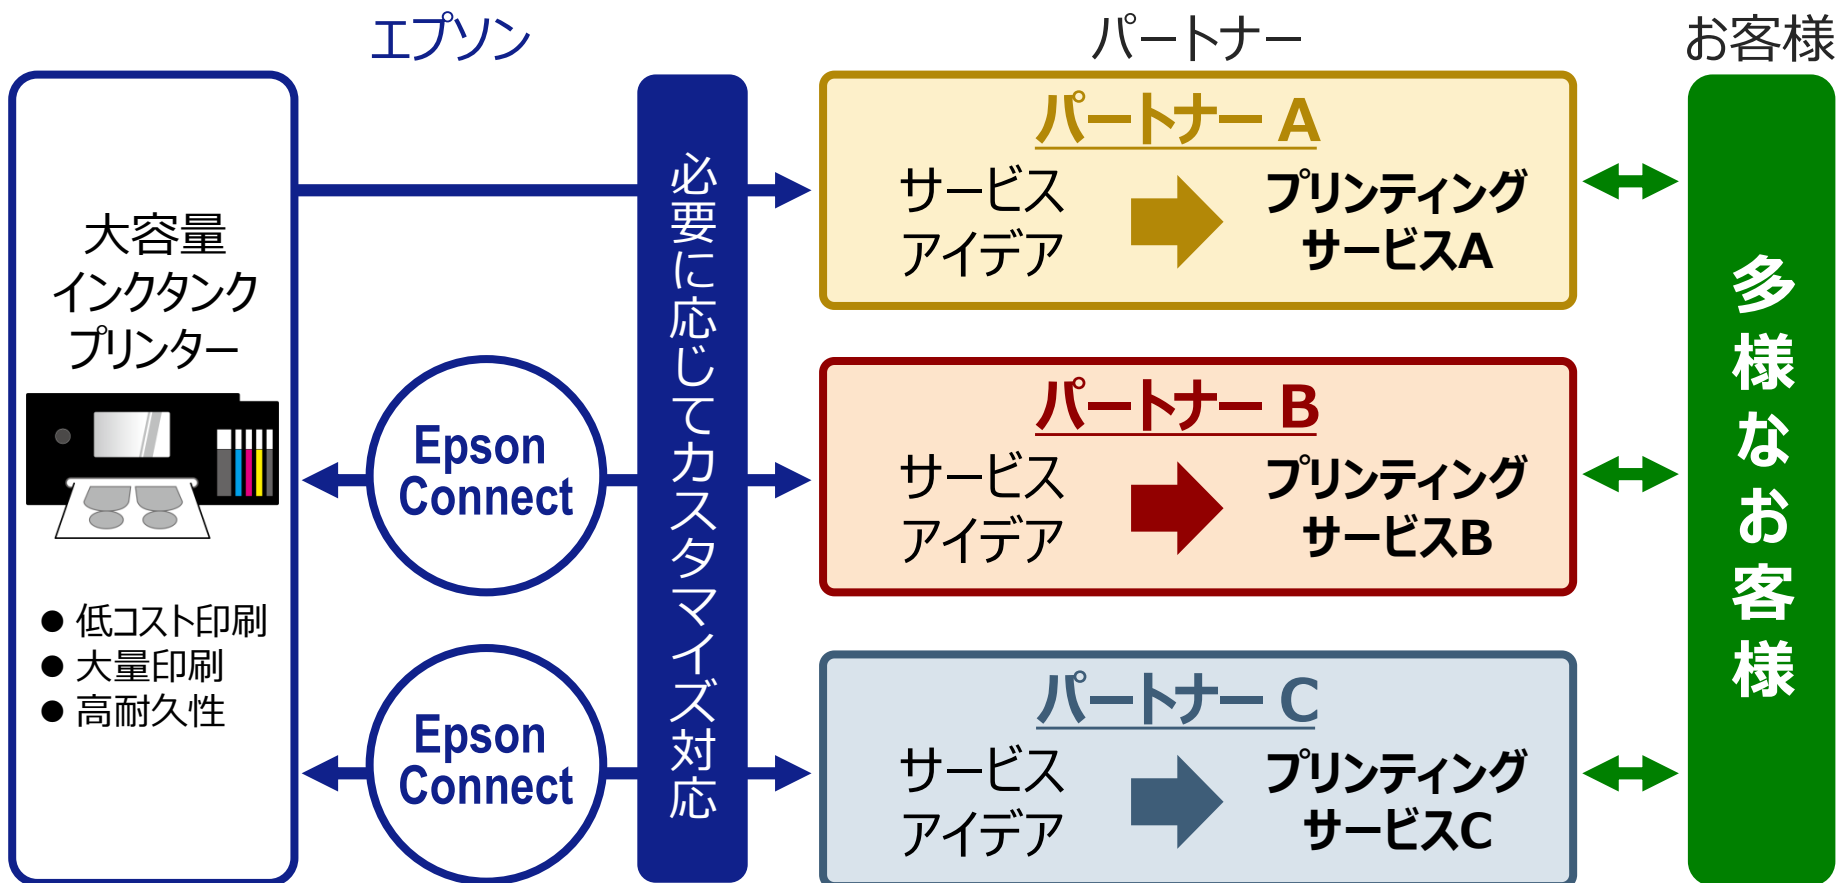 エプソン
パートナー
お客様
大容量
インクタンク
プリンター
● 低コスト印刷
● 大量印刷
● 高耐久性
Epson
Connect
Epson
Connect
必要に応じてカスタマイズ対応
パートナー A
サービス
アイデア
プリンティング
サービスA
パートナー B
サービス
アイデア
プリンティング
サービスB
パートナー C
サービス
アイデア
プリンティング
サービスC
多様なお客様